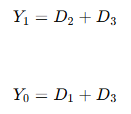 Y₁ = D₂ + D₃
Y₀ = D₁ + D₃